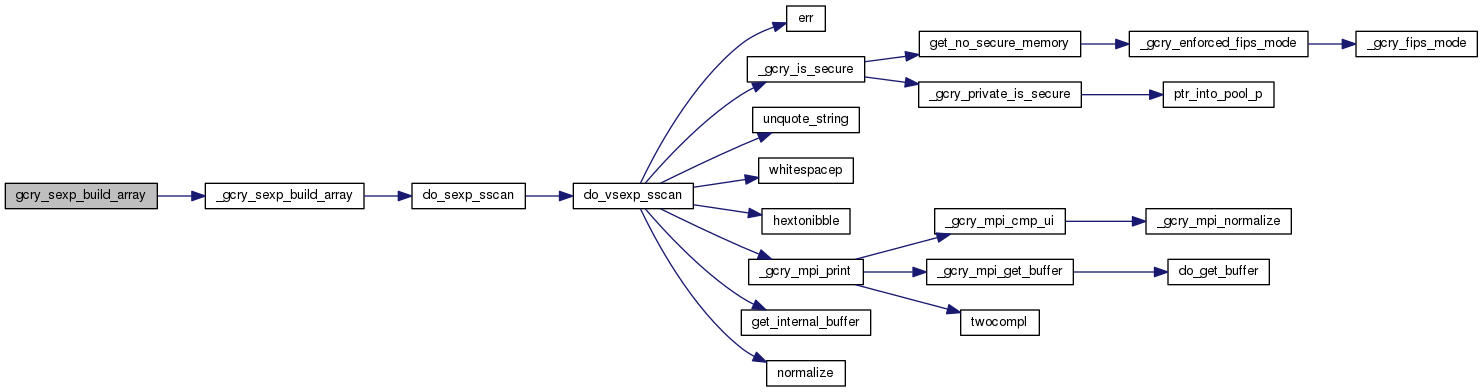 err
get_no_secure_memory
_gcry_enforced_fips_mode
_gcry_fips_mode
_gcry_is_secure
_gcry_private_is_secure
ptr_into_pool_p
unquote_string
whitespacep
gcry_sexp_build_array
_gcry_sexp_build_array
do_sexp_sscan
do_vsexp_sscan
hextonibble
_gcry_mpi_cmp_ui
_gcry_mpi_normalize
_gcry_mpi_print
_gcry_mpi_get_buffer
do_get_buffer
get_internal_buffer
twocompl
normalize